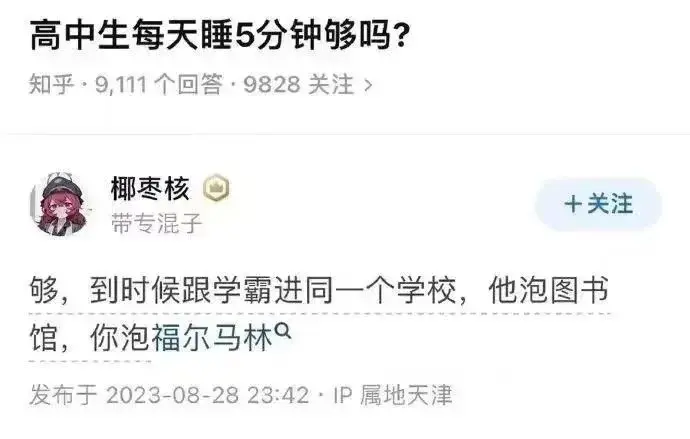 高中生每天睡5分钟够吗?
知乎 · 9,111 个回答 · 9828 关注 >
椰枣核
带专混子
+关注
够，到时候跟学霸进同一个学校，他泡图书
馆，你泡福尔马林
发布于 2023-08-28 23:42 · IP 属地天津